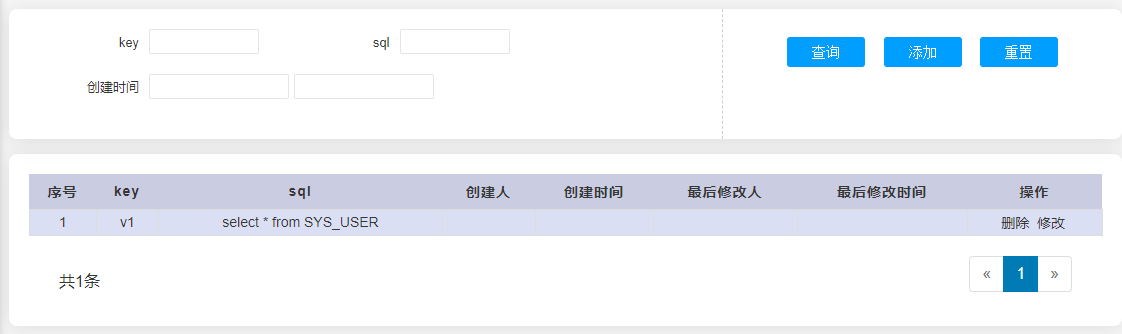 key sql 查询 添加 重置
创建时间
序号 key sql 创建人 创建时间 最后修改人 最后修改时间 操作
1 v1 select * from SYS_USER 删除 修改
共1条 « 1 »